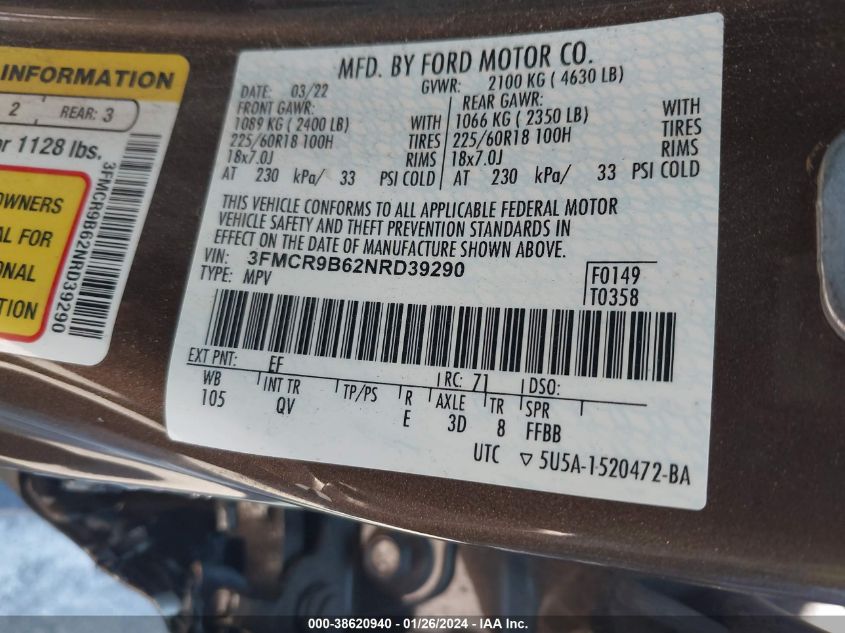 INFORMATION
2 REAR: 3
or 1128 lbs.
OWNERS
AL FOR
ONAL
TION
3FMCR9B62NRD39290
MFD. BY FORD MOTOR CO.
DATE: 03/22 GVWR: 2100 KG ( 4630 LB)
FRONT GAWR: REAR GAWR:
1089 KG ( 2400 LB) WITH 1066 KG ( 2350 LB) WITH
225/60R18 100H TIRES 225/60R18 100H TIRES
18x7.0J RIMS 18x7.0J RIMS
AT 230 kPa/ 33 PSI COLD AT 230 kPa/ 33 PSI COLD
THIS VEHICLE CONFORMS TO ALL APPLICABLE FEDERAL MOTOR
VEHICLE SAFETY AND THEFT PREVENTION STANDARDS IN
EFFECT ON THE DATE OF MANUFACTURE SHOWN ABOVE.
VIN: 3FMCR9B62NRD39290
TYPE: MPV
F0149
T0358
EXT PNT: EF RC: 71 DSO:
WB INT TR TP/PS R AXLE TR SPR
105 QV E 3D 8 FFBB
UTC ▽ 5U5A-1520472-BA
000-38620940 - 01/26/2024 - IAA Inc.